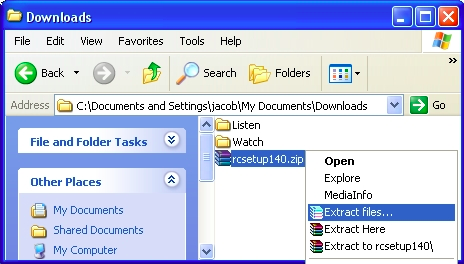 Downloads
File Edit View Favorites Tools Help
Back Search Folders
Address C:\Documents and Settings\jacob\My Documents\Downloads Go
File and Folder Tasks
Other Places
My Documents
Shared Documents
My Computer
Listen
Watch
rcsetup140.zip
Open
Explore
MediaInfo
Extract files...
Extract Here
Extract to rcsetup140\